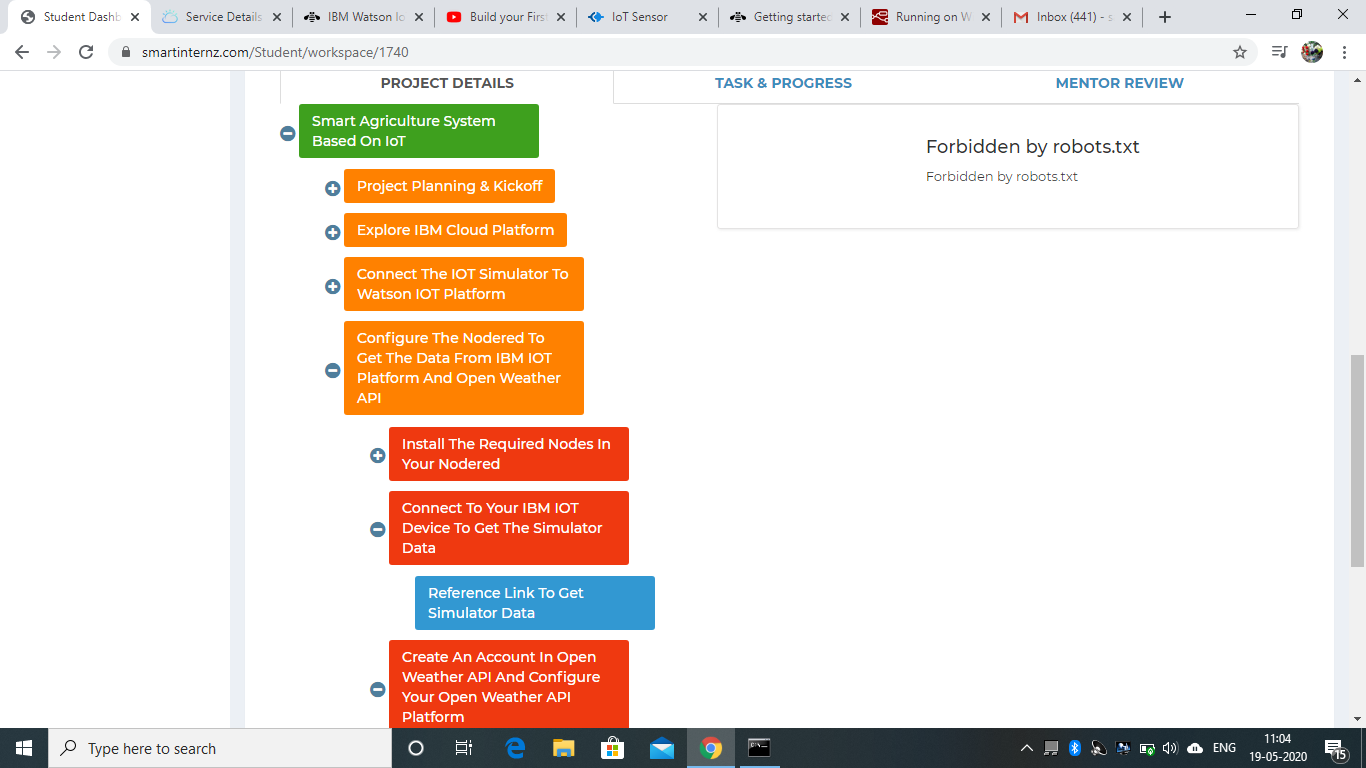 Student Dashb
Service Details
IBM Watson Io
Build your First
IoT Sensor
Getting started
Running on W
Inbox (441) - s
smartinternz.com/Student/workspace/1740
PROJECT DETAILS
TASK & PROGRESS
MENTOR REVIEW
Smart Agriculture System
Based On IoT
Project Planning & Kickoff
Explore IBM Cloud Platform
Connect The IOT Simulator To
Watson IOT Platform
Configure The Nodered To
Get The Data From IBM IOT
Platform And Open Weather
API
Install The Required Nodes In
Your Nodered
Connect To Your IBM IOT
Device To Get The Simulator
Data
Reference Link To Get
Simulator Data
Create An Account In Open
Weather API And Configure
Your Open Weather API
Platform
Forbidden by robots.txt
Forbidden by robots.txt
Type here to search
ENG
11:04
19-05-2020
15